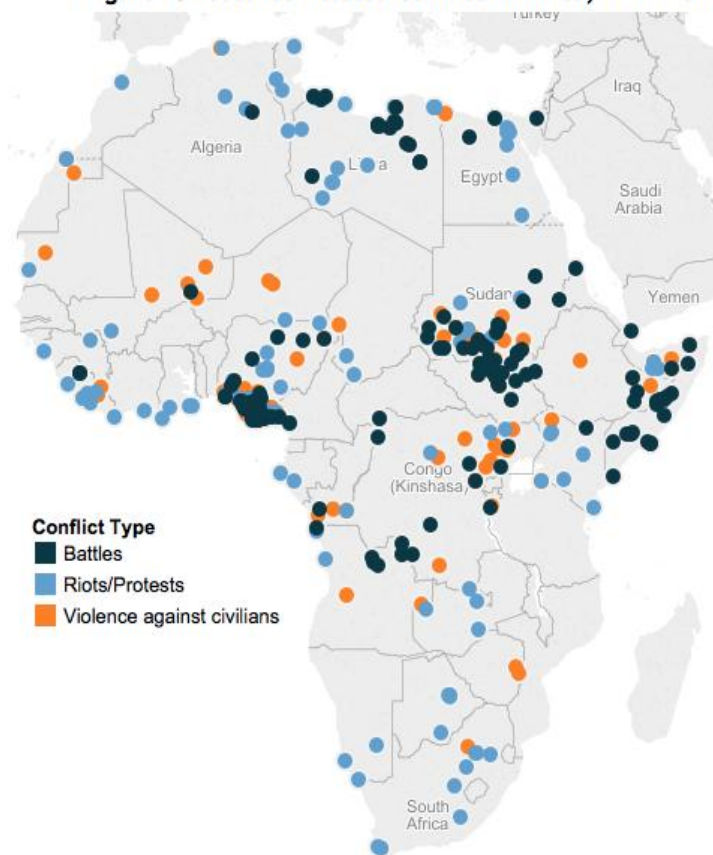 Turkey
Iraq
Algeria
Libya
Egypt
Saudi
Arabia
Sudan
Yemen
Congo
(Kinshasa)
Conflict Type
Battles
Riots/Protests
Violence against civilians
South
Africa